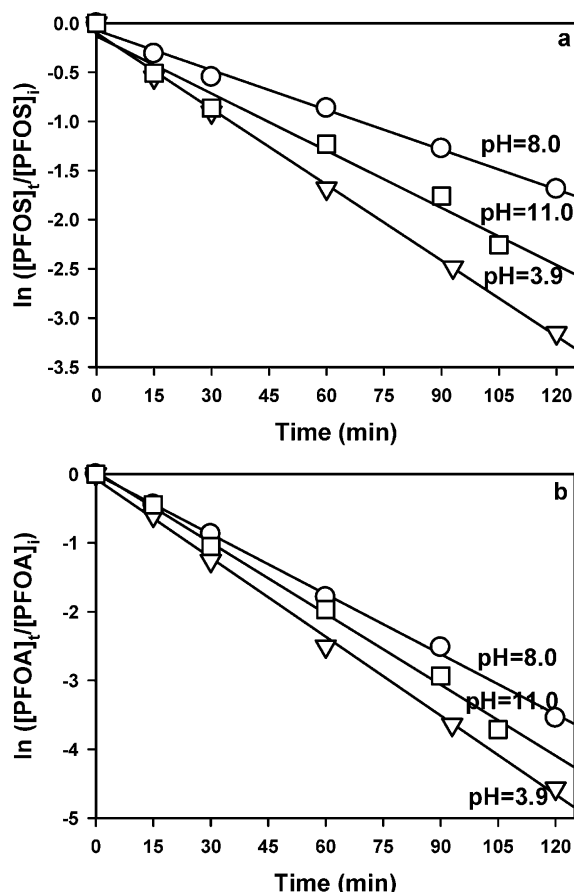 a
0.0
-0.5
-1.0
-1.5
-2.0
-2.5
-3.0
-3.5
ln ([PFOS]t/[PFOS]i)
pH=8.0
pH=11.0
pH=3.9
0 15 30 45 60 75 90 105 120
Time (min)
b
0
-1
-2
-3
-4
-5
ln ([PFOA]t/[PFOA]i)
pH=8.0
pH=11.0
pH=3.9
0 15 30 45 60 75 90 105 120
Time (min)